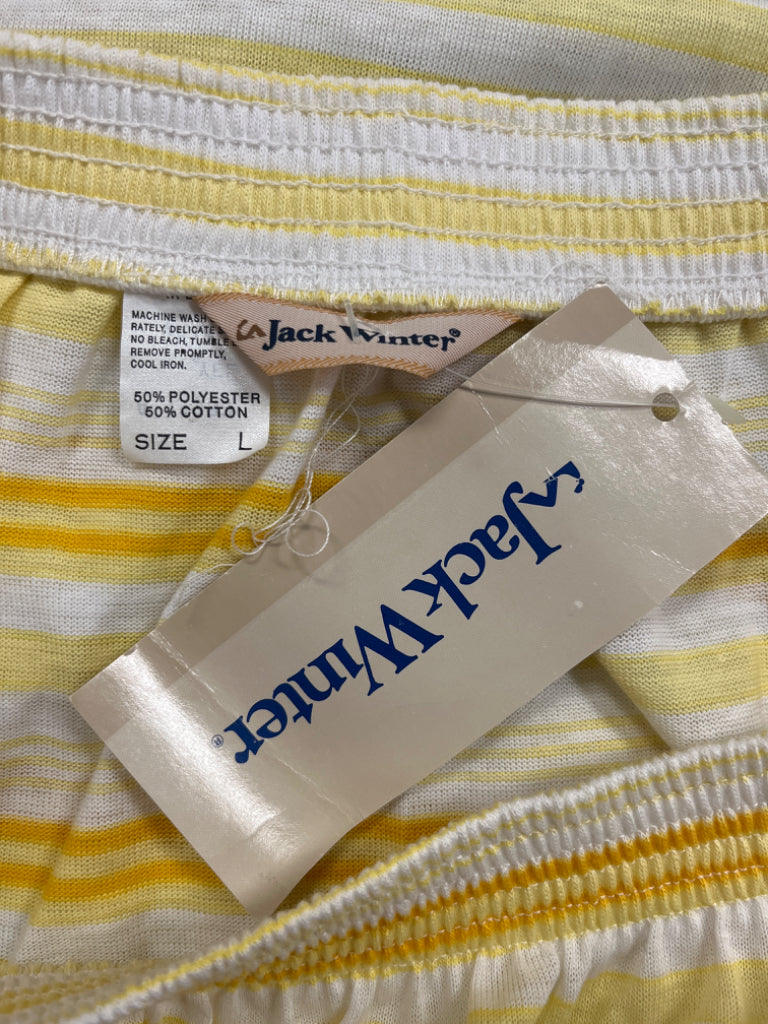 MACHINE WASH
RATELY, DELICATE
NO BLEACH, TUMBLE
REMOVE PROMPTLY,
COOL IRON.
50% POLYESTER
50% COTTON
SIZE L
Jack Winter®
Jack Winter®